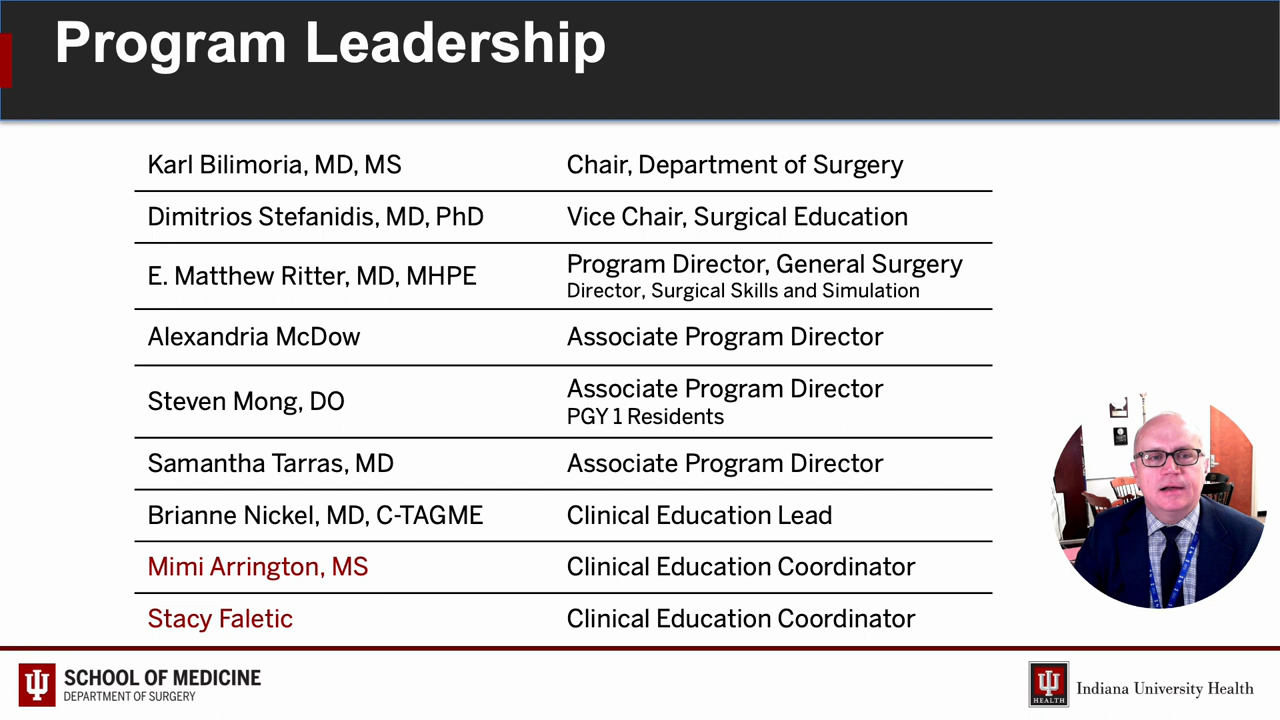 Program Leadership
Karl Bilimoria, MD, MS
Chair, Department of Surgery
Dimitrios Stefanidis, MD, PhD
Vice Chair, Surgical Education
E. Matthew Ritter, MD, MHPE
Program Director, General Surgery
Director, Surgical Skills and Simulation
Alexandria McDow
Associate Program Director
Steven Mong, DO
Associate Program Director
PGY 1 Residents
Samantha Tarras, MD
Associate Program Director
Brianne Nickel, MD, C-TAGME
Clinical Education Lead
Mimi Arrington, MS
Clinical Education Coordinator
Stacy Faletic
Clinical Education Coordinator
SCHOOL OF MEDICINE
DEPARTMENT OF SURGERY
HEALTH
Indiana University Health